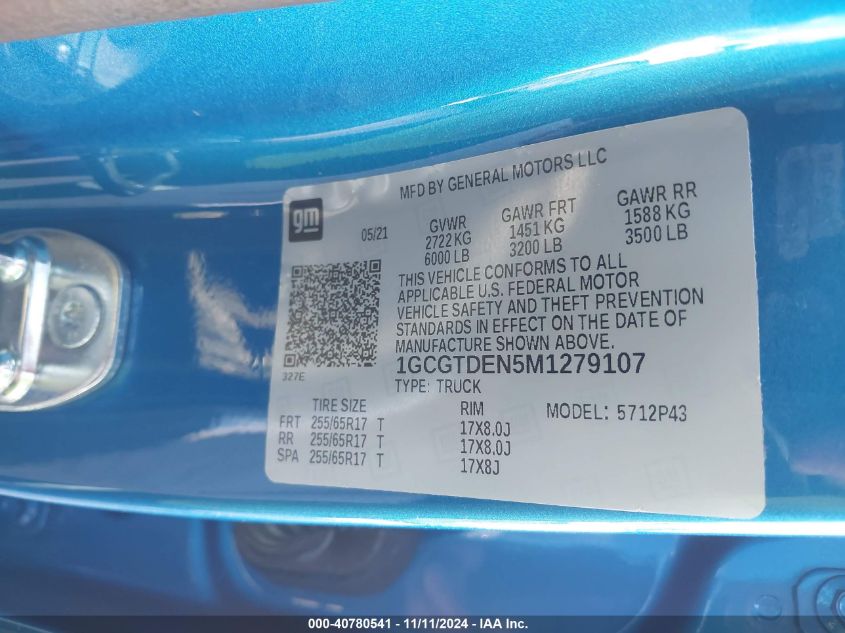 MFD BY GENERAL MOTORS LLC
gm
05/21
GVWR GAWR FRT GAWR RR
2722 KG 1451 KG 1588 KG
6000 LB 3200 LB 3500 LB
THIS VEHICLE CONFORMS TO ALL
APPLICABLE U.S. FEDERAL MOTOR
VEHICLE SAFETY AND THEFT PREVENTION
STANDARDS IN EFFECT ON THE DATE OF
MANUFACTURE SHOWN ABOVE.
327E
1GCGTDEN5M1279107
TYPE: TRUCK
TIRE SIZE RIM MODEL: 5712P43
FRT 255/65R17 T 17X8.0J
RR 255/65R17 T 17X8.0J
SPA 255/65R17 T 17X8J
000-40780541 - 11/11/2024 - IAA Inc.